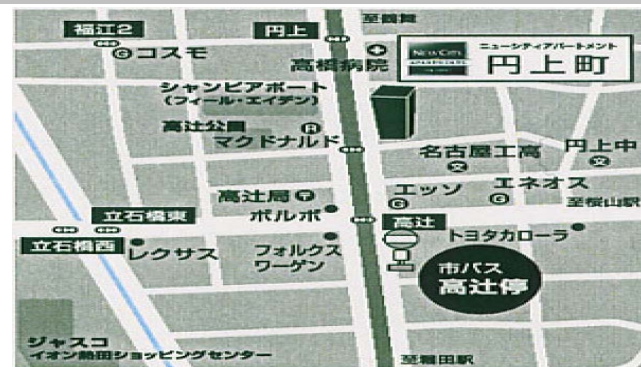 至鶴舞
福江2
円上
コスモ
高橋病院
NEW CITY
ニューシティアパートメント
円上町
シャンピアポート
(フィール・エイデン)
高辻公園
マクドナルド
名古屋工高
円上中
高辻局
エッソ
エネオス
至桜山駅
立石橋東
ボルボ
高辻
立石橋西
レクサス
フォルクス
ワーゲン
トヨタカローラ
市バス
高辻停
ジャスコ
イオン熱田ショッピングセンター
至堀田駅